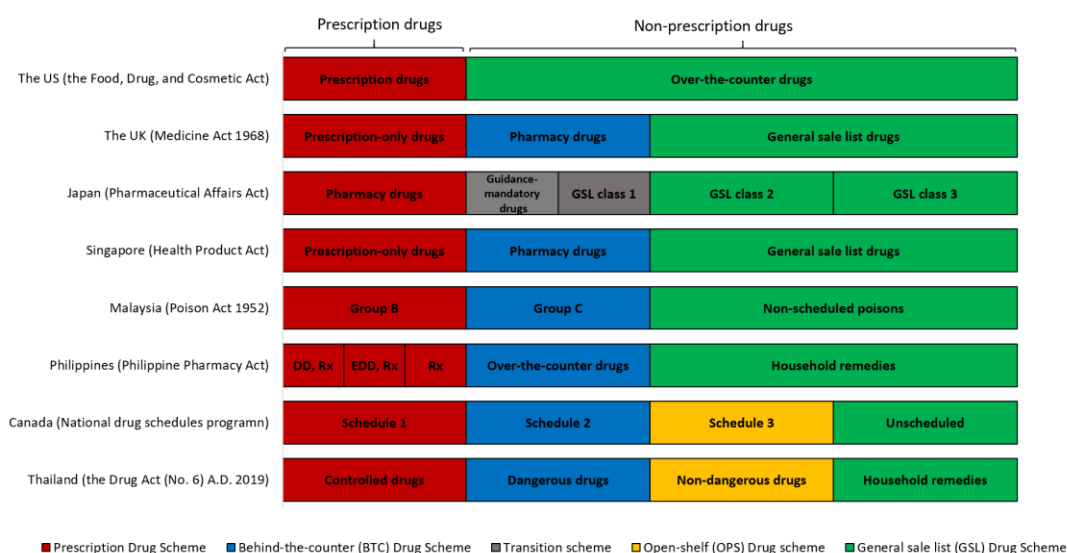 Prescription drugs
Non-prescription drugs
The US (the Food, Drug, and Cosmetic Act)
Prescription drugs
Over-the-counter drugs
The UK (Medicine Act 1968)
Prescription-only drugs
Pharmacy drugs
General sale list drugs
Japan (Pharmaceutical Affairs Act)
Pharmacy drugs
Guidance-
mandatory
drugs
GSL class 1
GSL class 2
GSL class 3
Singapore (Health Product Act)
Prescription-only drugs
Pharmacy drugs
General sale list drugs
Malaysia (Poison Act 1952)
Group B
Group C
Non-scheduled poisons
Philippines (Philippine Pharmacy Act)
DD, Rx
EDD, Rx
Rx
Over-the-counter drugs
Household remedies
Canada (National drug schedules programn)
Schedule 1
Schedule 2
Schedule 3
Unscheduled
Thailand (the Drug Act (No. 6) A.D. 2019)
Controlled drugs
Dangerous drugs
Non-dangerous drugs
Household remedies
Prescription Drug Scheme
Behind-the-counter (BTC) Drug Scheme
Transition scheme
Open-shelf (OPS) Drug scheme
General sale list (GSL) Drug Scheme